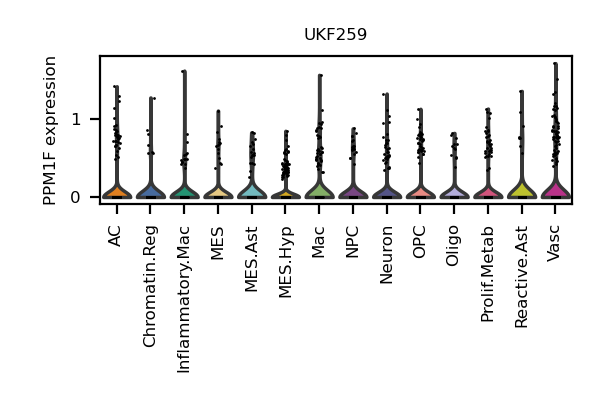 UKF259
PPM1F expression
1
0
AC
Chromatin.Reg
Inflammatory.Mac
MES
MES.Ast
MES.Hyp
Mac
NPC
Neuron
OPC
Oligo
Prolif.Metab
Reactive.Ast
Vasc